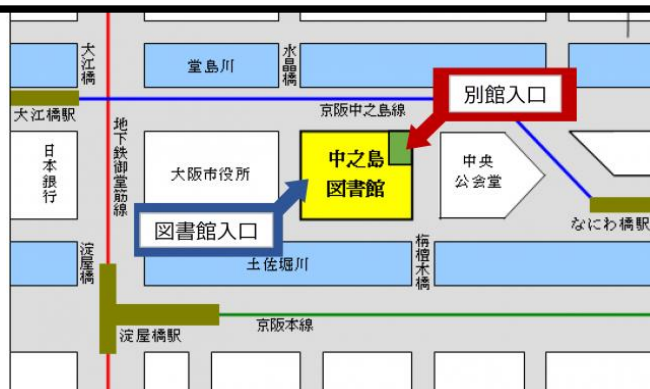 大江橋
堂島川
水晶橋
別館入口
大江橋駅
京阪中之島線
地下鉄御堂筋線
日本銀行
大阪市役所
中之島
図書館
中央
公会堂
図書館入口
なにわ橋駅
淀屋橋
土佐堀川
栴檀木橋
淀屋橋駅
京阪本線